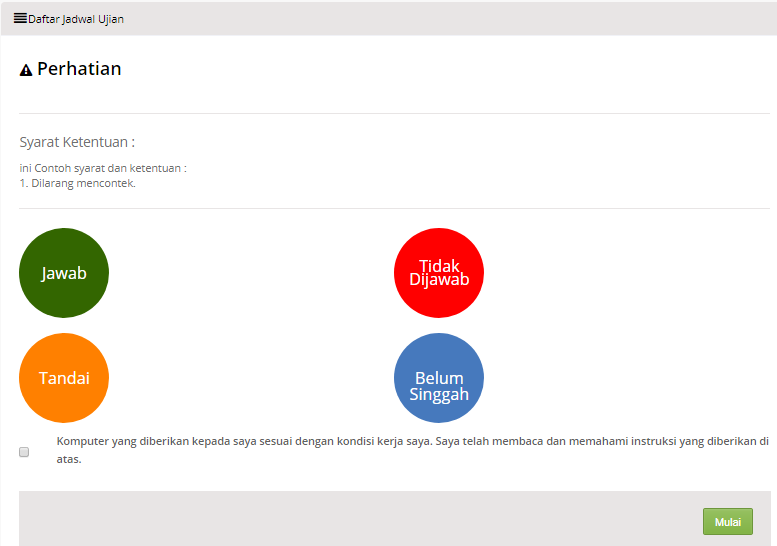 Daftar Jadwal Ujian
Perhatian
Syarat Ketentuan :
ini Contoh syarat dan ketentuan :
1. Dilarang mencontek.
Jawab
Tidak
Dijawab
Tandai
Belum
Singgah
Komputer yang diberikan kepada saya sesuai dengan kondisi kerja saya. Saya telah membaca dan memahami instruksi yang diberikan di
atas.
Mulai